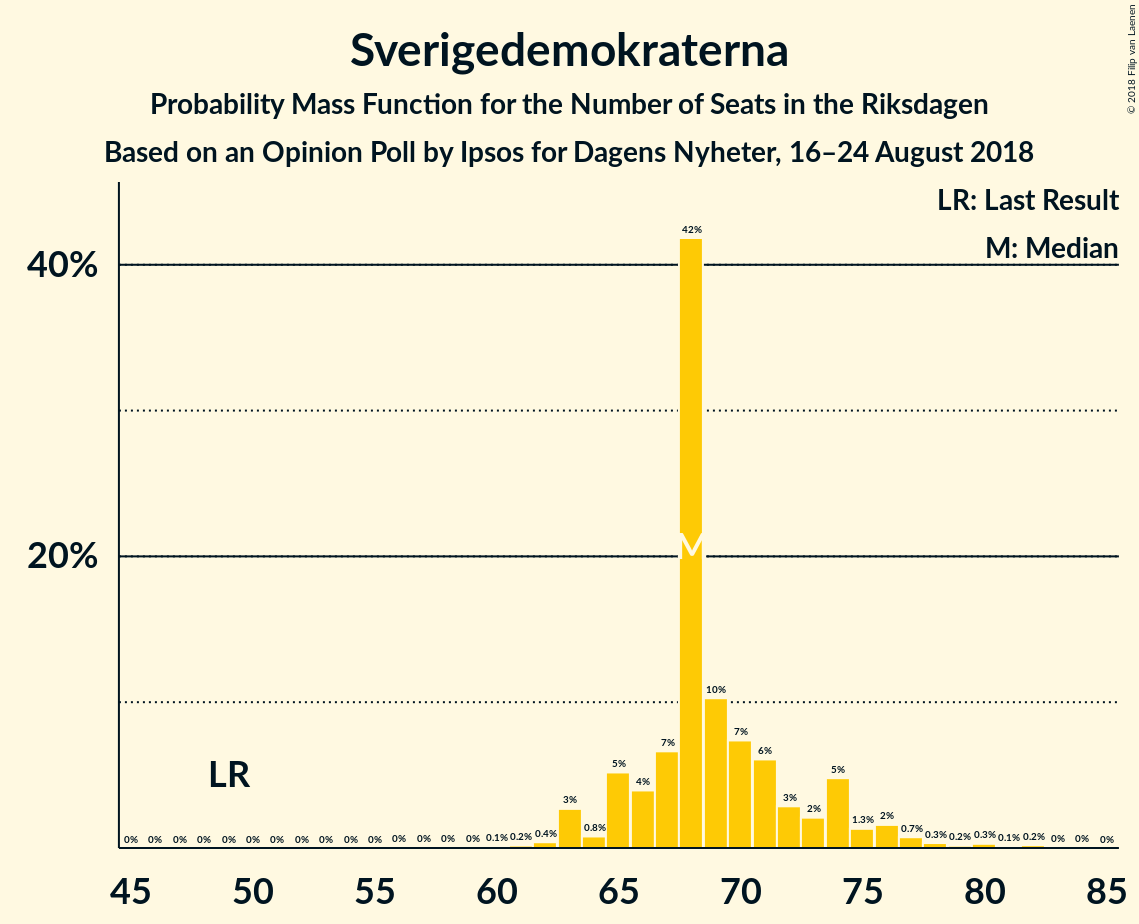 Sverigedemokraterna
Probability Mass Function for the Number of Seats in the Riksdagen
Based on an Opinion Poll by Ipsos for Dagens Nyheter, 16–24 August 2018
© 2018 Filip van Laenen
LR: Last Result
M: Median
40%
20%
42%
M
LR
0% 0% 0% 0% 0% 0% 0% 0% 0% 0% 0% 0% 0% 0% 0% 0.1% 0.2% 0.4% 3% 0.8% 5% 4% 7% 10% 7% 6% 3% 2% 5% 1.3% 2% 0.7% 0.3% 0.2% 0.3% 0.1% 0.2% 0% 0% 0%
45 50 55 60 65 70 75 80 85